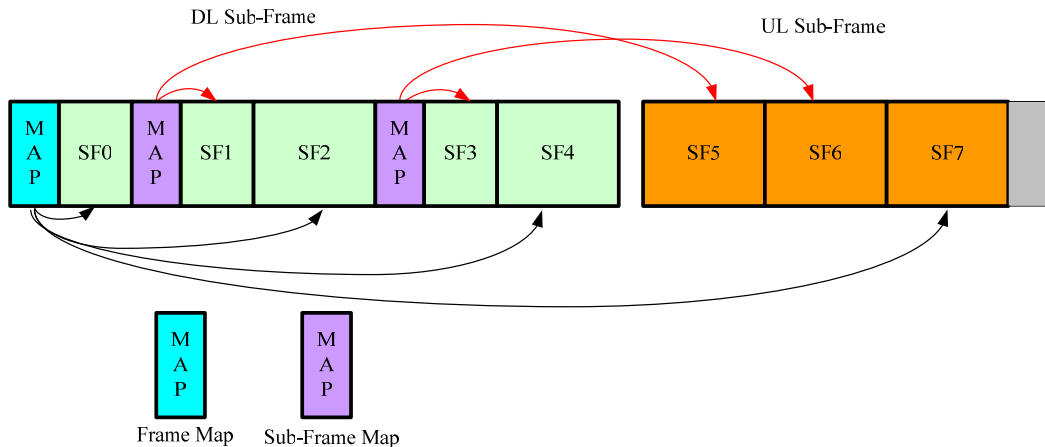 DL Sub-Frame
UL Sub-Frame
M
A
P
SF0
M
A
P
SF1
SF2
M
A
P
SF3
SF4
SF5
SF6
SF7
M
A
P
M
A
P
Frame Map
Sub-Frame Map